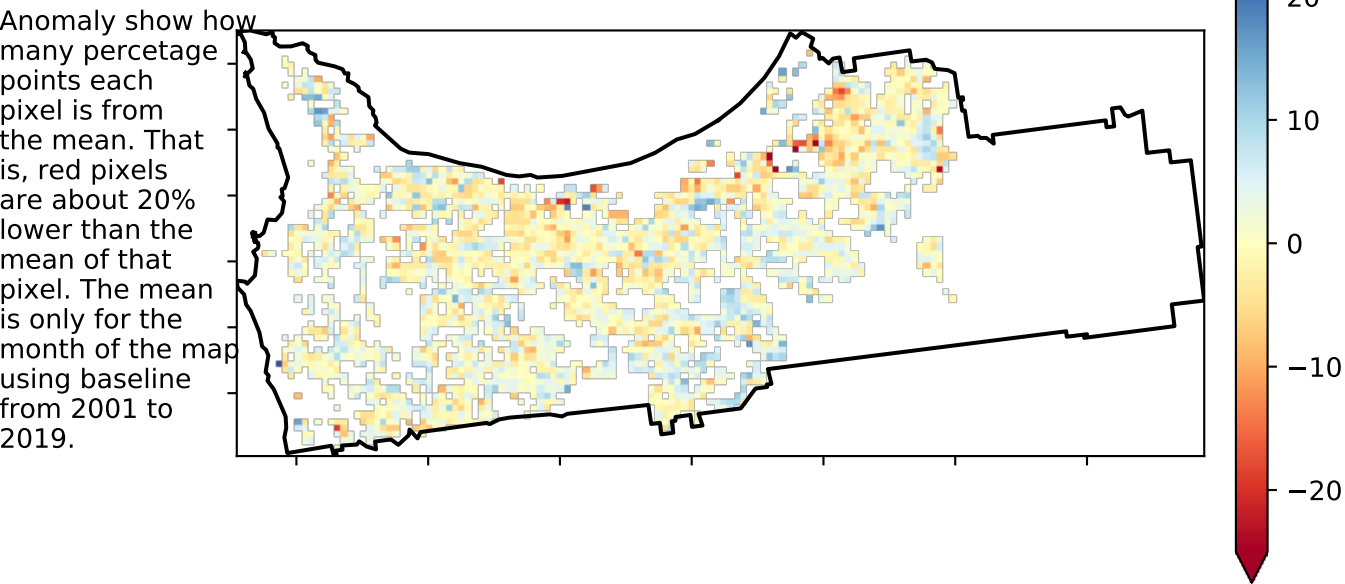 Anomaly show how
many percetage
points each
pixel is from
the mean. That
is, red pixels
are about 20%
lower than the
mean of that
pixel. The mean
is only for the
month of the map
using baseline
from 2001 to
2019.
20
10
0
−10
−20